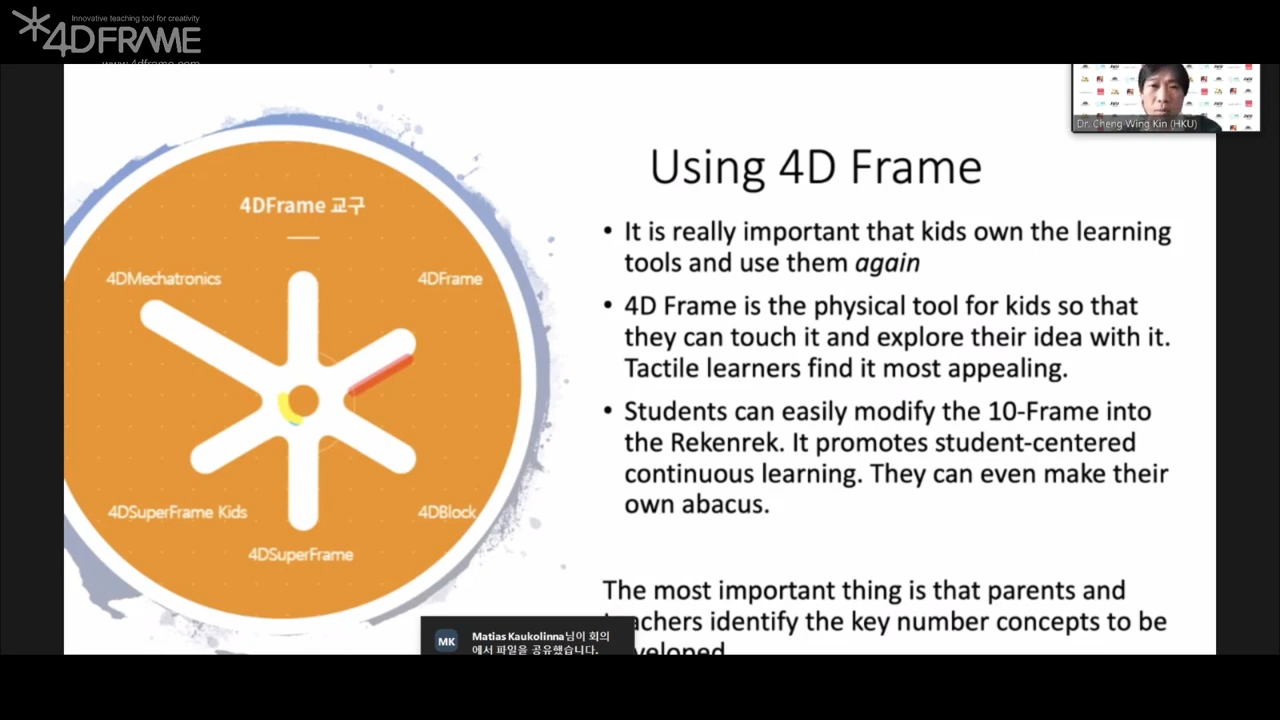 Innovative teaching tool for creativity
4DFRAME
www.4dframe.com
Dr. Cheng Wing Kin (HKU)
Using 4D Frame
• It is really important that kids own the learning
tools and use them again
• 4D Frame is the physical tool for kids so that
they can touch it and explore their idea with it.
Tactile learners find it most appealing.
• Students can easily modify the 10-Frame into
the Rekenrek. It promotes student-centered
continuous learning. They can even make their
own abacus.
The most important thing is that parents and
achers identify the key number concepts to be
veloped
4DFrame 교구
4DMechatronics
4DFrame
4DSuperFrame Kids
4DBlock
4DSuperFrame
MK
Matias Kaukolinna님이 회의
에서 파일을 공유했습니다.